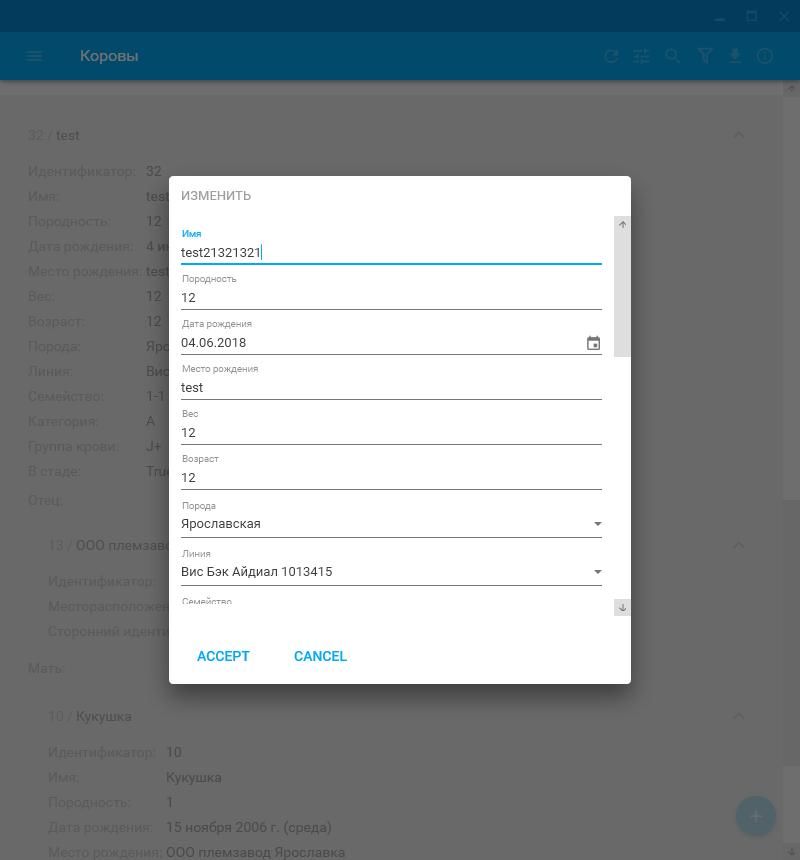 Коровы
32 / test
Идентификатор: 32
Имя: test
Породность: 12
Дата рождения: 4 ию
Место рождения: test
Вес: 12
Возраст: 12
Порода: Яро
Линия: Вис
Семейство: 1-1
Категория: A
Группа крови: J+
В стаде: True
Отец:
13 / ООО племзаво
Идентификатор:
Месторасположен
Сторонний иденти
Мать:
10 / Кукушка
Идентификатор: 10
Имя: Кукушка
Породность: 1
Дата рождения: 15 ноября 2006 г. (среда)
Место рождения: ООО племзавод Ярославка
ИЗМЕНИТЬ
Имя
test21321321
Породность
12
Дата рождения
04.06.2018
Место рождения
test
Вес
12
Возраст
12
Порода
Ярославская
Линия
Вис Бэк Айдиал 1013415
Семейство
ACCEPT CANCEL